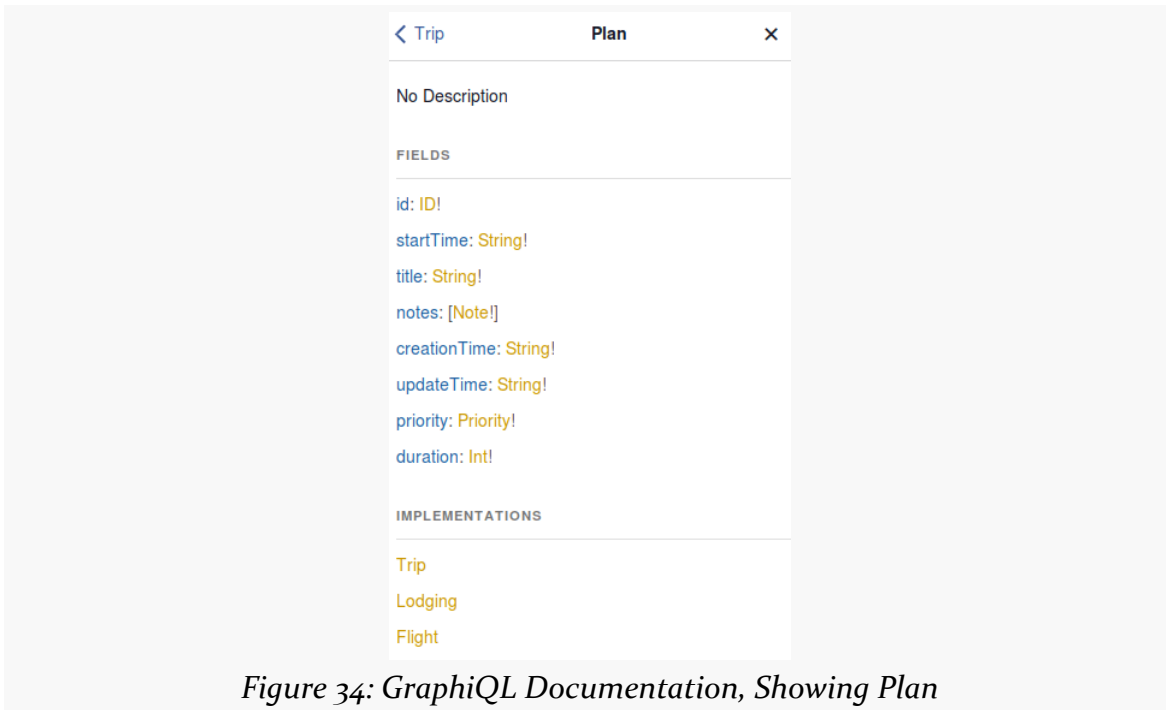 Trip Plan ×
No Description
FIELDS
id: ID!
startTime: String!
title: String!
notes: [Note!]
creationTime: String!
updateTime: String!
priority: Priority!
duration: Int!
IMPLEMENTATIONS
Trip
Lodging
Flight
Figure 34: GraphiQL Documentation, Showing Plan